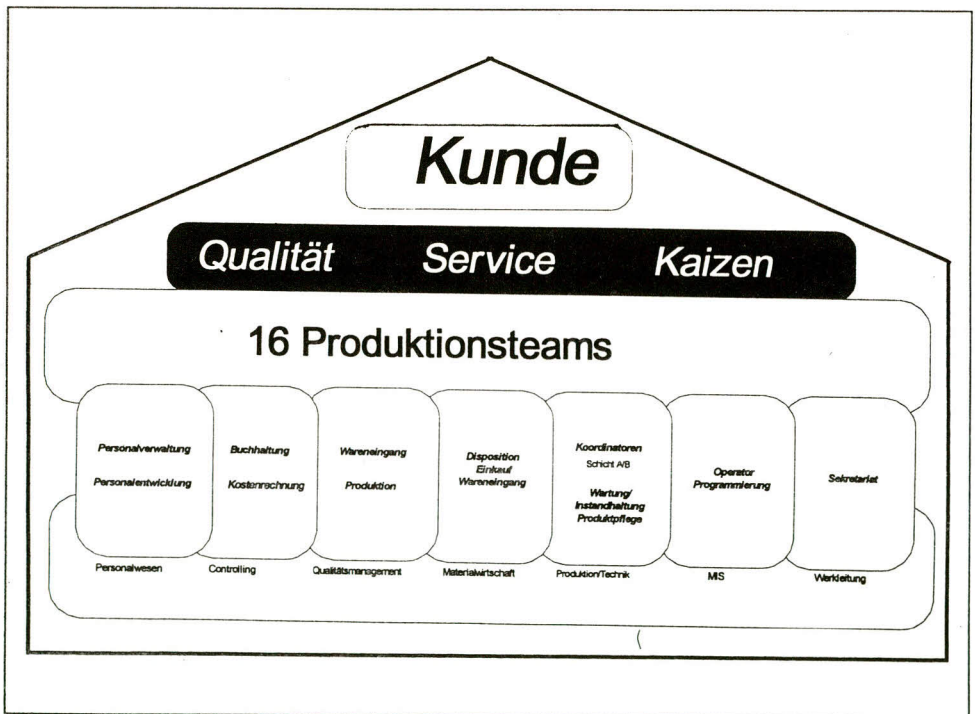 Kunde
Qualität Service Kaizen
16 Produktionsteams
Personalverwaltung
Personalentwicklung
Buchhaltung
Kostenrechnung
Wareneingang
Produktion
Disposition
Einkauf
Wareneingang
Koordinatoren
Schicht A/B
Wartung/
Instandhaltung
Produktpflege
Operator
Programmierung
Sekretariat
Personalwesen
Controlling
Qualitätsmanagement
Materialwirtschaft
Produktion/Technik
MIS
Werkleitung